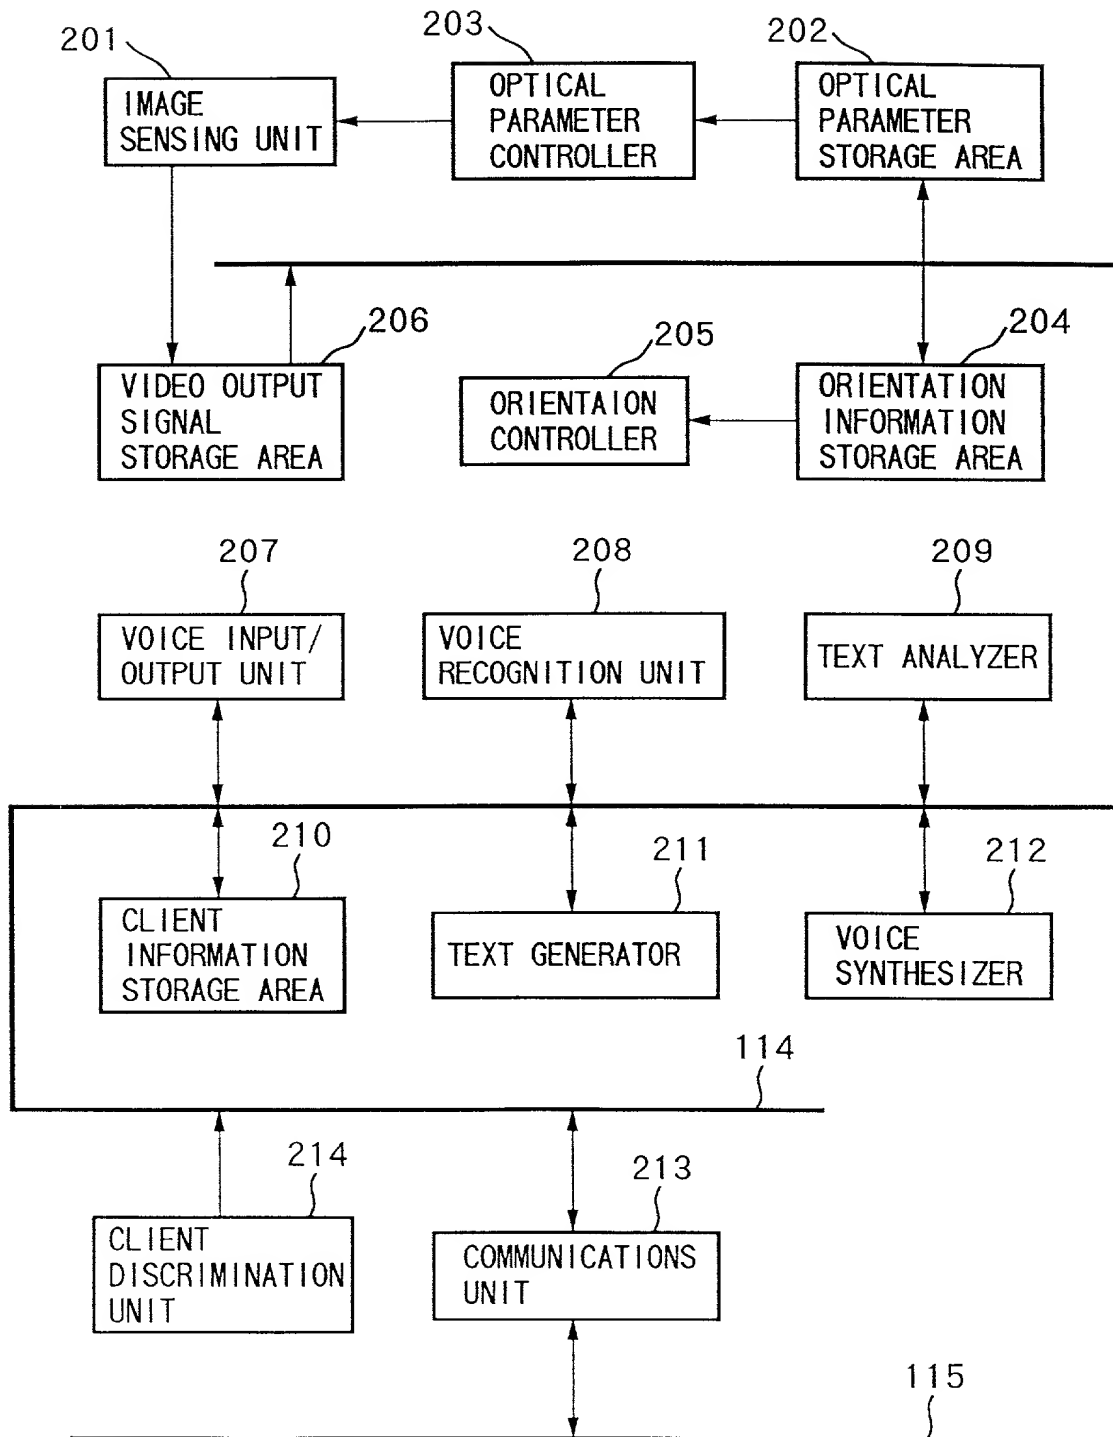 201
203
202
IMAGE
SENSING UNIT
OPTICAL
PARAMETER
CONTROLLER
OPTICAL
PARAMETER
STORAGE AREA
206
205
204
VIDEO OUTPUT
SIGNAL
STORAGE AREA
ORIENTAION
CONTROLLER
ORIENTATION
INFORMATION
STORAGE AREA
207
208
209
VOICE INPUT/
OUTPUT UNIT
VOICE
RECOGNITION UNIT
TEXT ANALYZER
210
211
212
CLIENT
INFORMATION
STORAGE AREA
TEXT GENERATOR
VOICE
SYNTHESIZER
114
214
213
CLIENT
DISCRIMINATION
UNIT
COMMUNICATIONS
UNIT
115